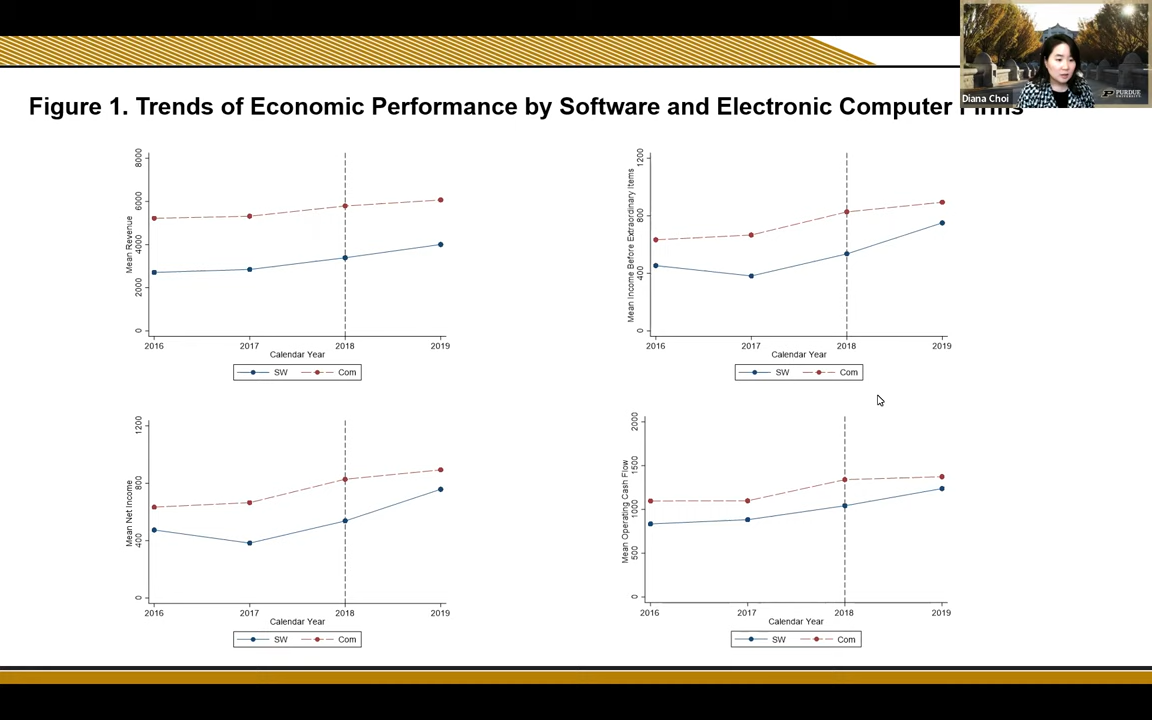 Diana Choi
PURDUE
UNIVERSITY
Figure 1. Trends of Economic Performance by Software and Electronic Computer Firms
Mean Revenue
8000
6000
4000
2000
0
2016 2017 2018 2019
Calendar Year
SW Com
Mean Income Before Extraordinary Items
1200
800
400
0
2016 2017 2018 2019
Calendar Year
SW Com
Mean Net Income
1200
800
400
0
2016 2017 2018 2019
Calendar Year
SW Com
Mean Operating Cash Flow
2000
1500
1000
500
0
2016 2017 2018 2019
Calendar Year
SW Com